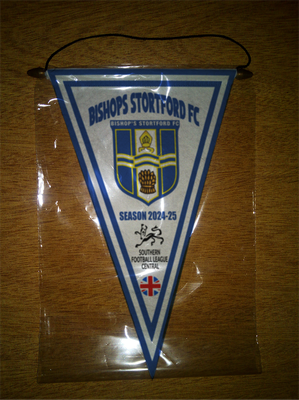 BISHOPS STORTFORD FC
BISHOP'S STORTFORD FC
SEASON 2024-25
SOUTHERN
FOOTBALL LEAGUE
CENTRAL